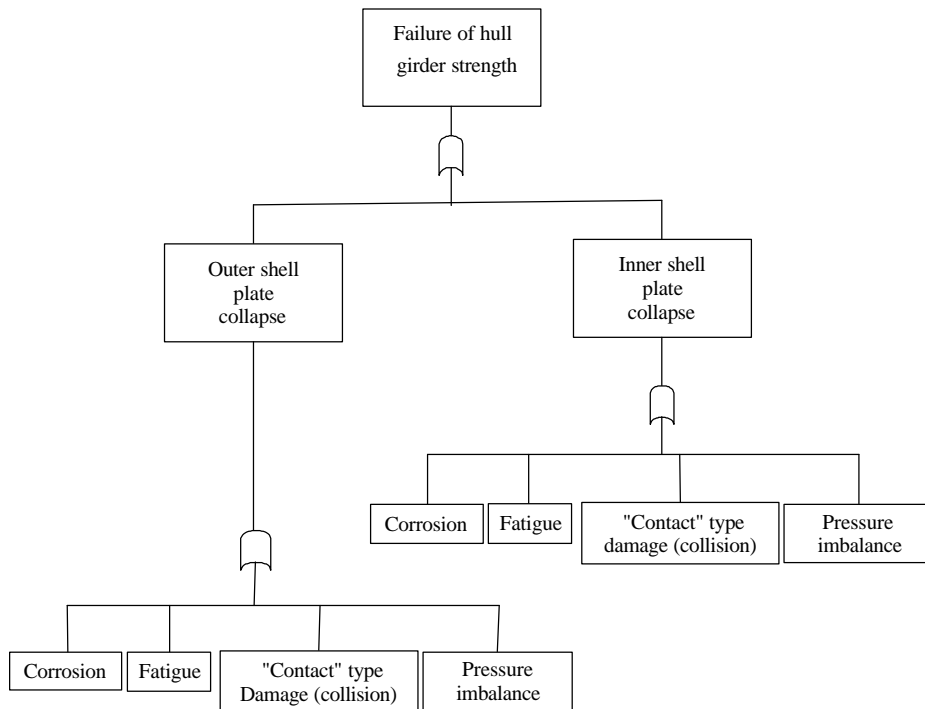 Failure of hull
girder strength
Outer shell
plate
collapse
Inner shell
plate
collapse
Corrosion
Fatigue
"Contact" type
damage (collision)
Pressure
imbalance
Corrosion
Fatigue
"Contact" type
Damage (collision)
Pressure
imbalance